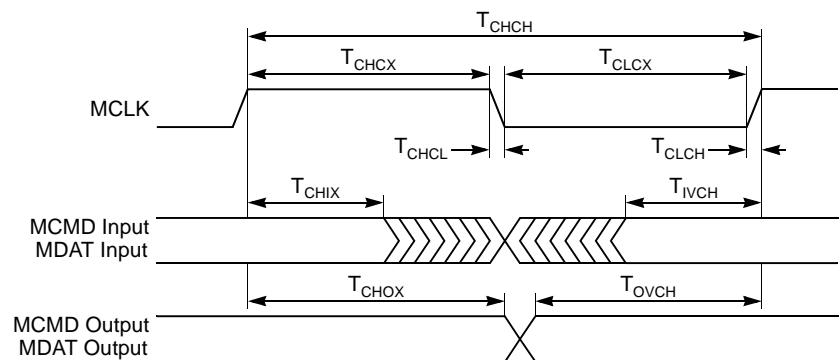 TCHCH
TCHCX TCLCX
MCLK
TCHCL TCLCH
TCHIX TIVCH
MCMD Input
MDAT Input
TCHOX TOVCH
MCMD Output
MDAT Output